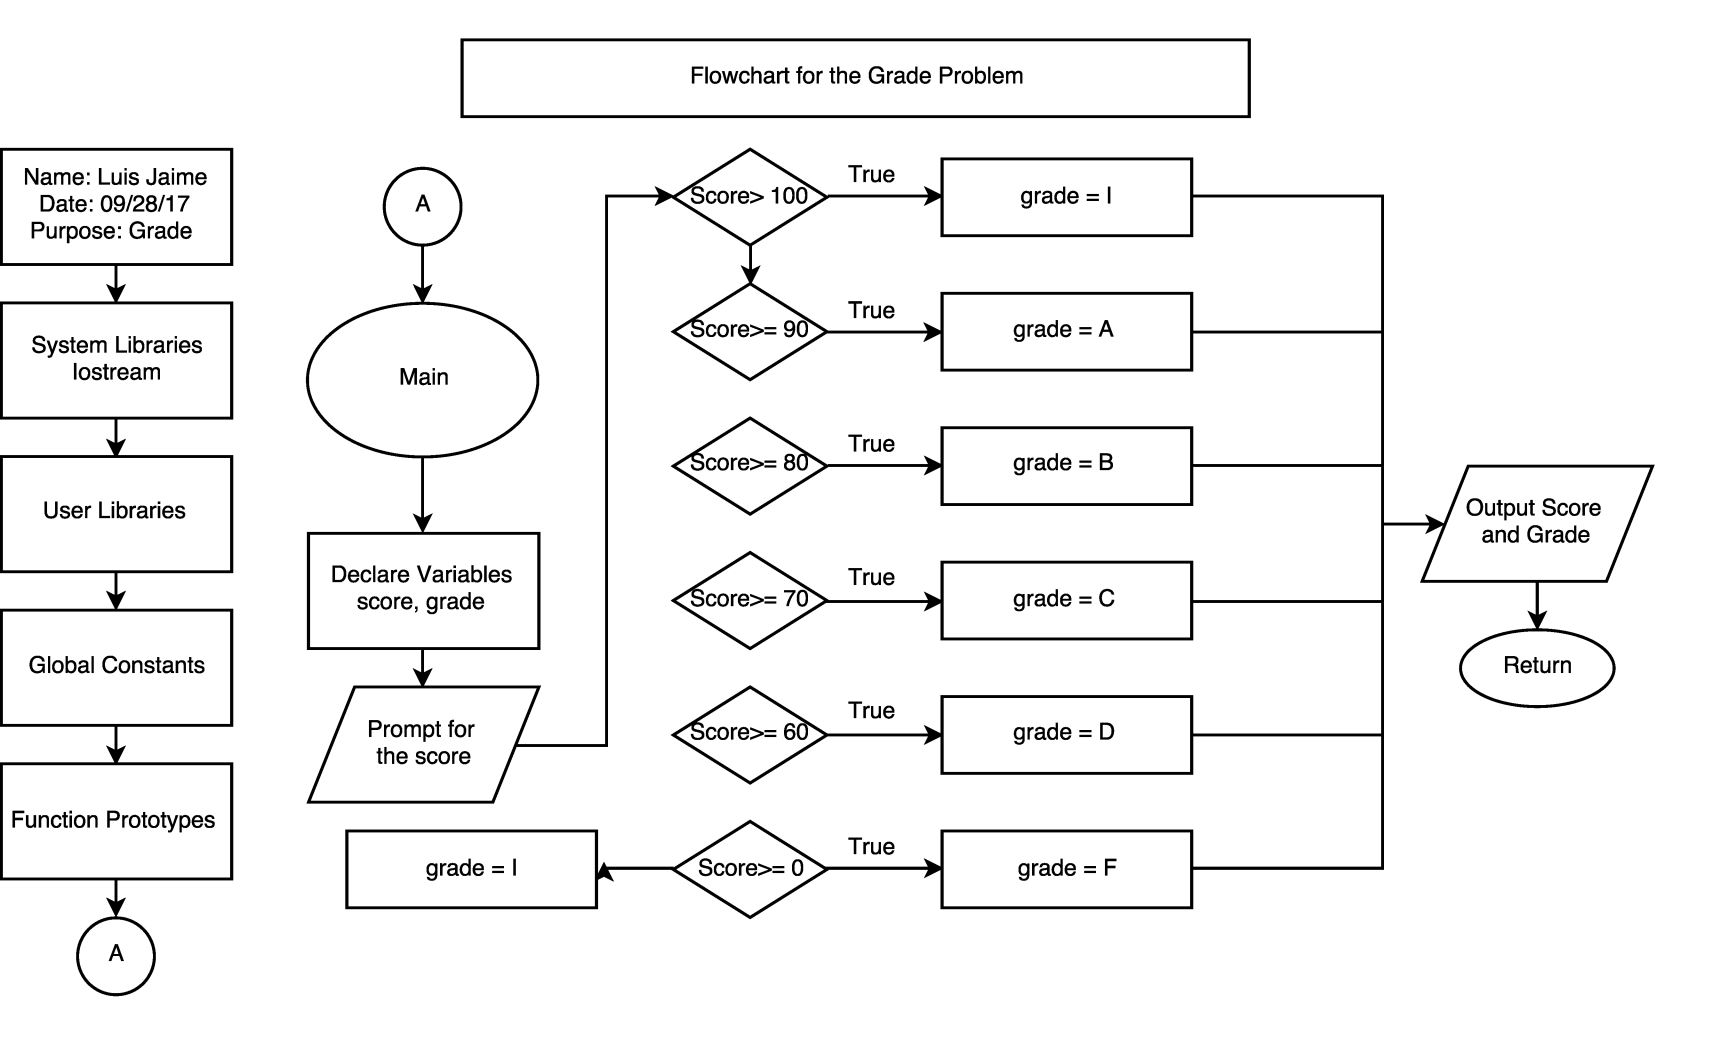 Flowchart for the Grade Problem
Name: Luis Jaime
Date: 09/28/17
Purpose: Grade
System Libraries
Iostream
User Libraries
Global Constants
Function Prototypes
A
A
Main
Declare Variables
score, grade
Prompt for
the score
Score> 100
True
grade = I
Score>= 90
True
grade = A
Score>= 80
True
grade = B
Score>= 70
True
grade = C
Score>= 60
True
grade = D
grade = I
Score>= 0
True
grade = F
Output Score
and Grade
Return